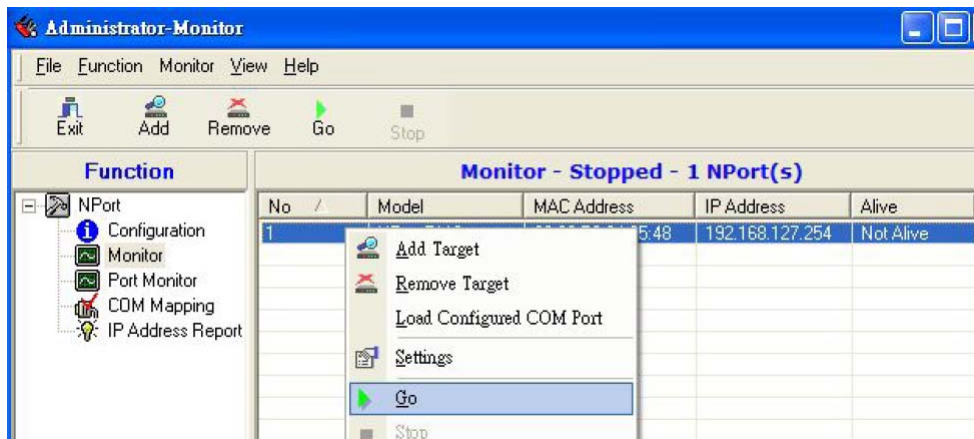 Administrator-Monitor
File Function Monitor View Help
Exit Add Remove Go Stop
Function
Monitor - Stopped - 1 NPort(s)
NPort
Configuration
Monitor
Port Monitor
COM Mapping
IP Address Report
No Model MAC Address IP Address Alive
1 5:48 192.168.127.254 Not Alive
Add Target
Remove Target
Load Configured COM Port
Settings
Go
Stop